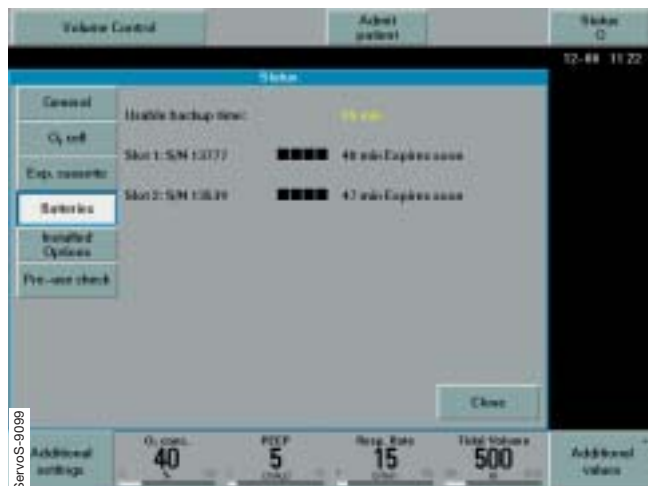 Volume Control
Admit patient
Status
12-08 11:22
Status
General
O₂ cell
Exp. cassette
Batteries
Installed Options
Pre-use check
Usable backup time:
min
Slot 1: S/N 13777
48 min Expires soon
Slot 2: S/N
47 min Expires soon
Close
ServoS-9099
Additional settings
O₂ conc.
40
%
PEEP
5
Resp. Rate
15
Tidal Volume
500
Additional values